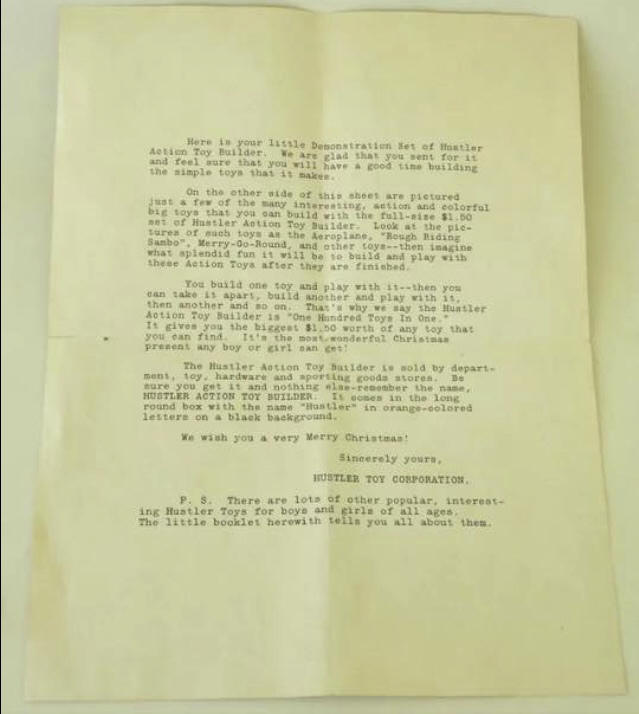 Here is your little Demonstration Set of Hustler
Action Toy Builder. We are glad that you sent for it
and feel sure that you will have a good time building
the simple toys that it makes.
On the other side of this sheet are pictured
just a few of the many interesting, action and colorful
big toys that you can build with the full-size $1.50
set of Hustler Action Toy Builder. Look at the pic-
tures of such toys as the Aeroplane, "Rough Riding
Sambo", Merry-Go-Round, and other toys--then imagine
what splendid fun it will be to build and play with
these Action Toys after they are finished.
You build one toy and play with it--then you
can take it apart, build another and play with it,
then another and so on. That's why we say the Hustler
Action Toy Builder is "One Hundred Toys In One."
It gives you the biggest $1.50 worth of any toy that
you can find. It's the most wonderful Christmas
present any boy or girl can get!
The Hustler Action Toy Builder is sold by depart-
ment, toy, hardware and sporting goods stores. Be
sure you get it and nothing else-remember the name,
HUSTLER ACTION TOY BUILDER. It comes in the long
round box with the name "Hustler" in orange-colored
letters on a black background.
We wish you a very Merry Christmas!
Sincerely yours,
HUSTLER TOY CORPORATION.
P. S. There are lots of other popular, interest-
ing Hustler Toys for boys and girls of all ages.
The little booklet herewith tells you all about them.